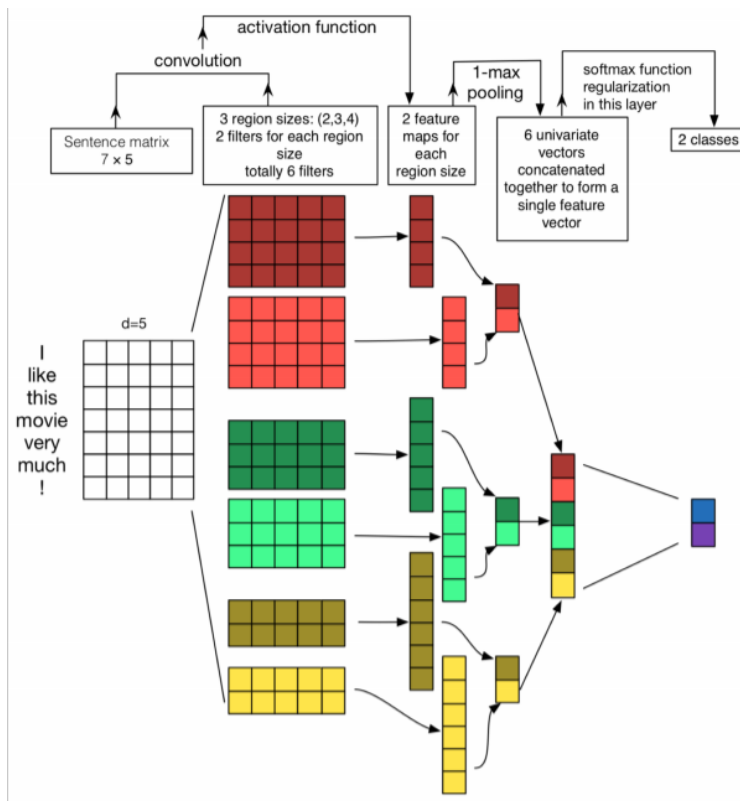 activation function
convolution
1-max
pooling
softmax function
regularization
in this layer
Sentence matrix
7 × 5
3 region sizes: (2,3,4)
2 filters for each region
size
totally 6 filters
2 feature
maps for
each
region size
6 univariate
vectors
concatenated
together to form a
single feature
vector
2 classes
d=5
I
like
this
movie
very
much
!